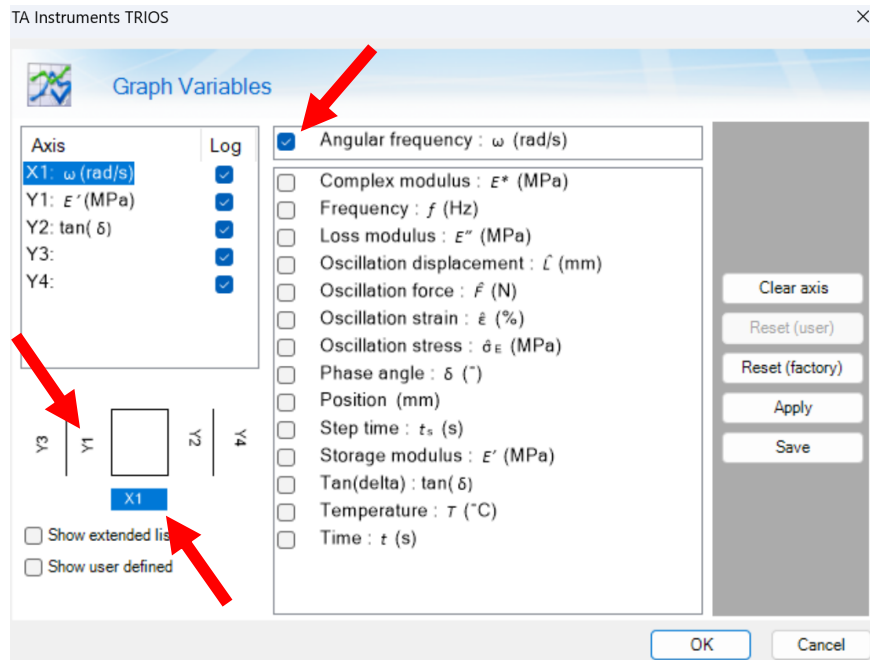 TA Instruments TRIOS
Graph Variables
Axis Log
X1: ω (rad/s)
Y1: E′ (MPa)
Y2: tan( δ)
Y3:
Y4:
Y3
Y1
Y2
Y4
X1
Show extended lis
Show user defined
Angular frequency : ω (rad/s)
Complex modulus : E* (MPa)
Frequency : f (Hz)
Loss modulus : E″ (MPa)
Oscillation displacement : L̂ (mm)
Oscillation force : F̂ (N)
Oscillation strain : ε̂ (%)
Oscillation stress : σ̂E (MPa)
Phase angle : δ (˜)
Position (mm)
Step time : ts (s)
Storage modulus : E′ (MPa)
Tan(delta) : tan( δ)
Temperature : T (˜C)
Time : t (s)
Clear axis
Reset (user)
Reset (factory)
Apply
Save
OK Cancel